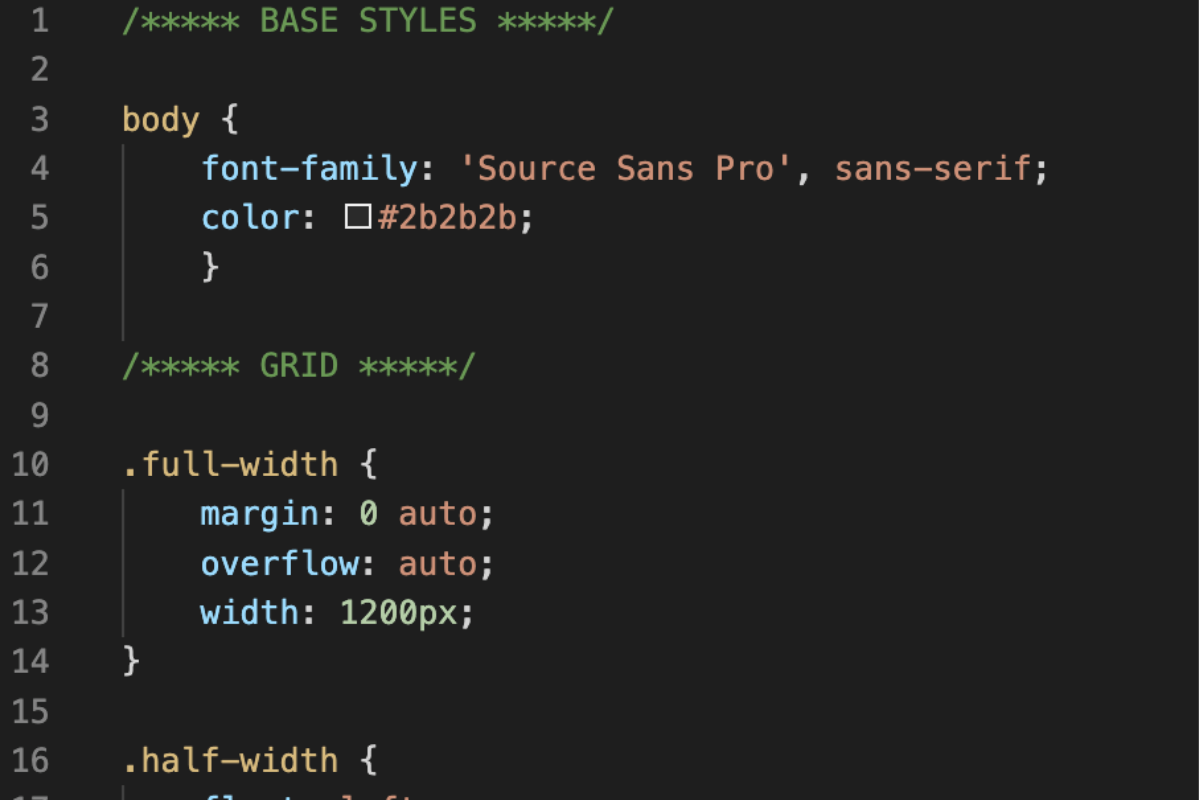 1 /***** BASE STYLES *****/
2
3 body {
4     font-family: 'Source Sans Pro', sans-serif;
5     color: #2b2b2b;
6     }
7
8 /***** GRID *****/
9
10 .full-width {
11     margin: 0 auto;
12     overflow: auto;
13     width: 1200px;
14 }
15
16 .half-width {